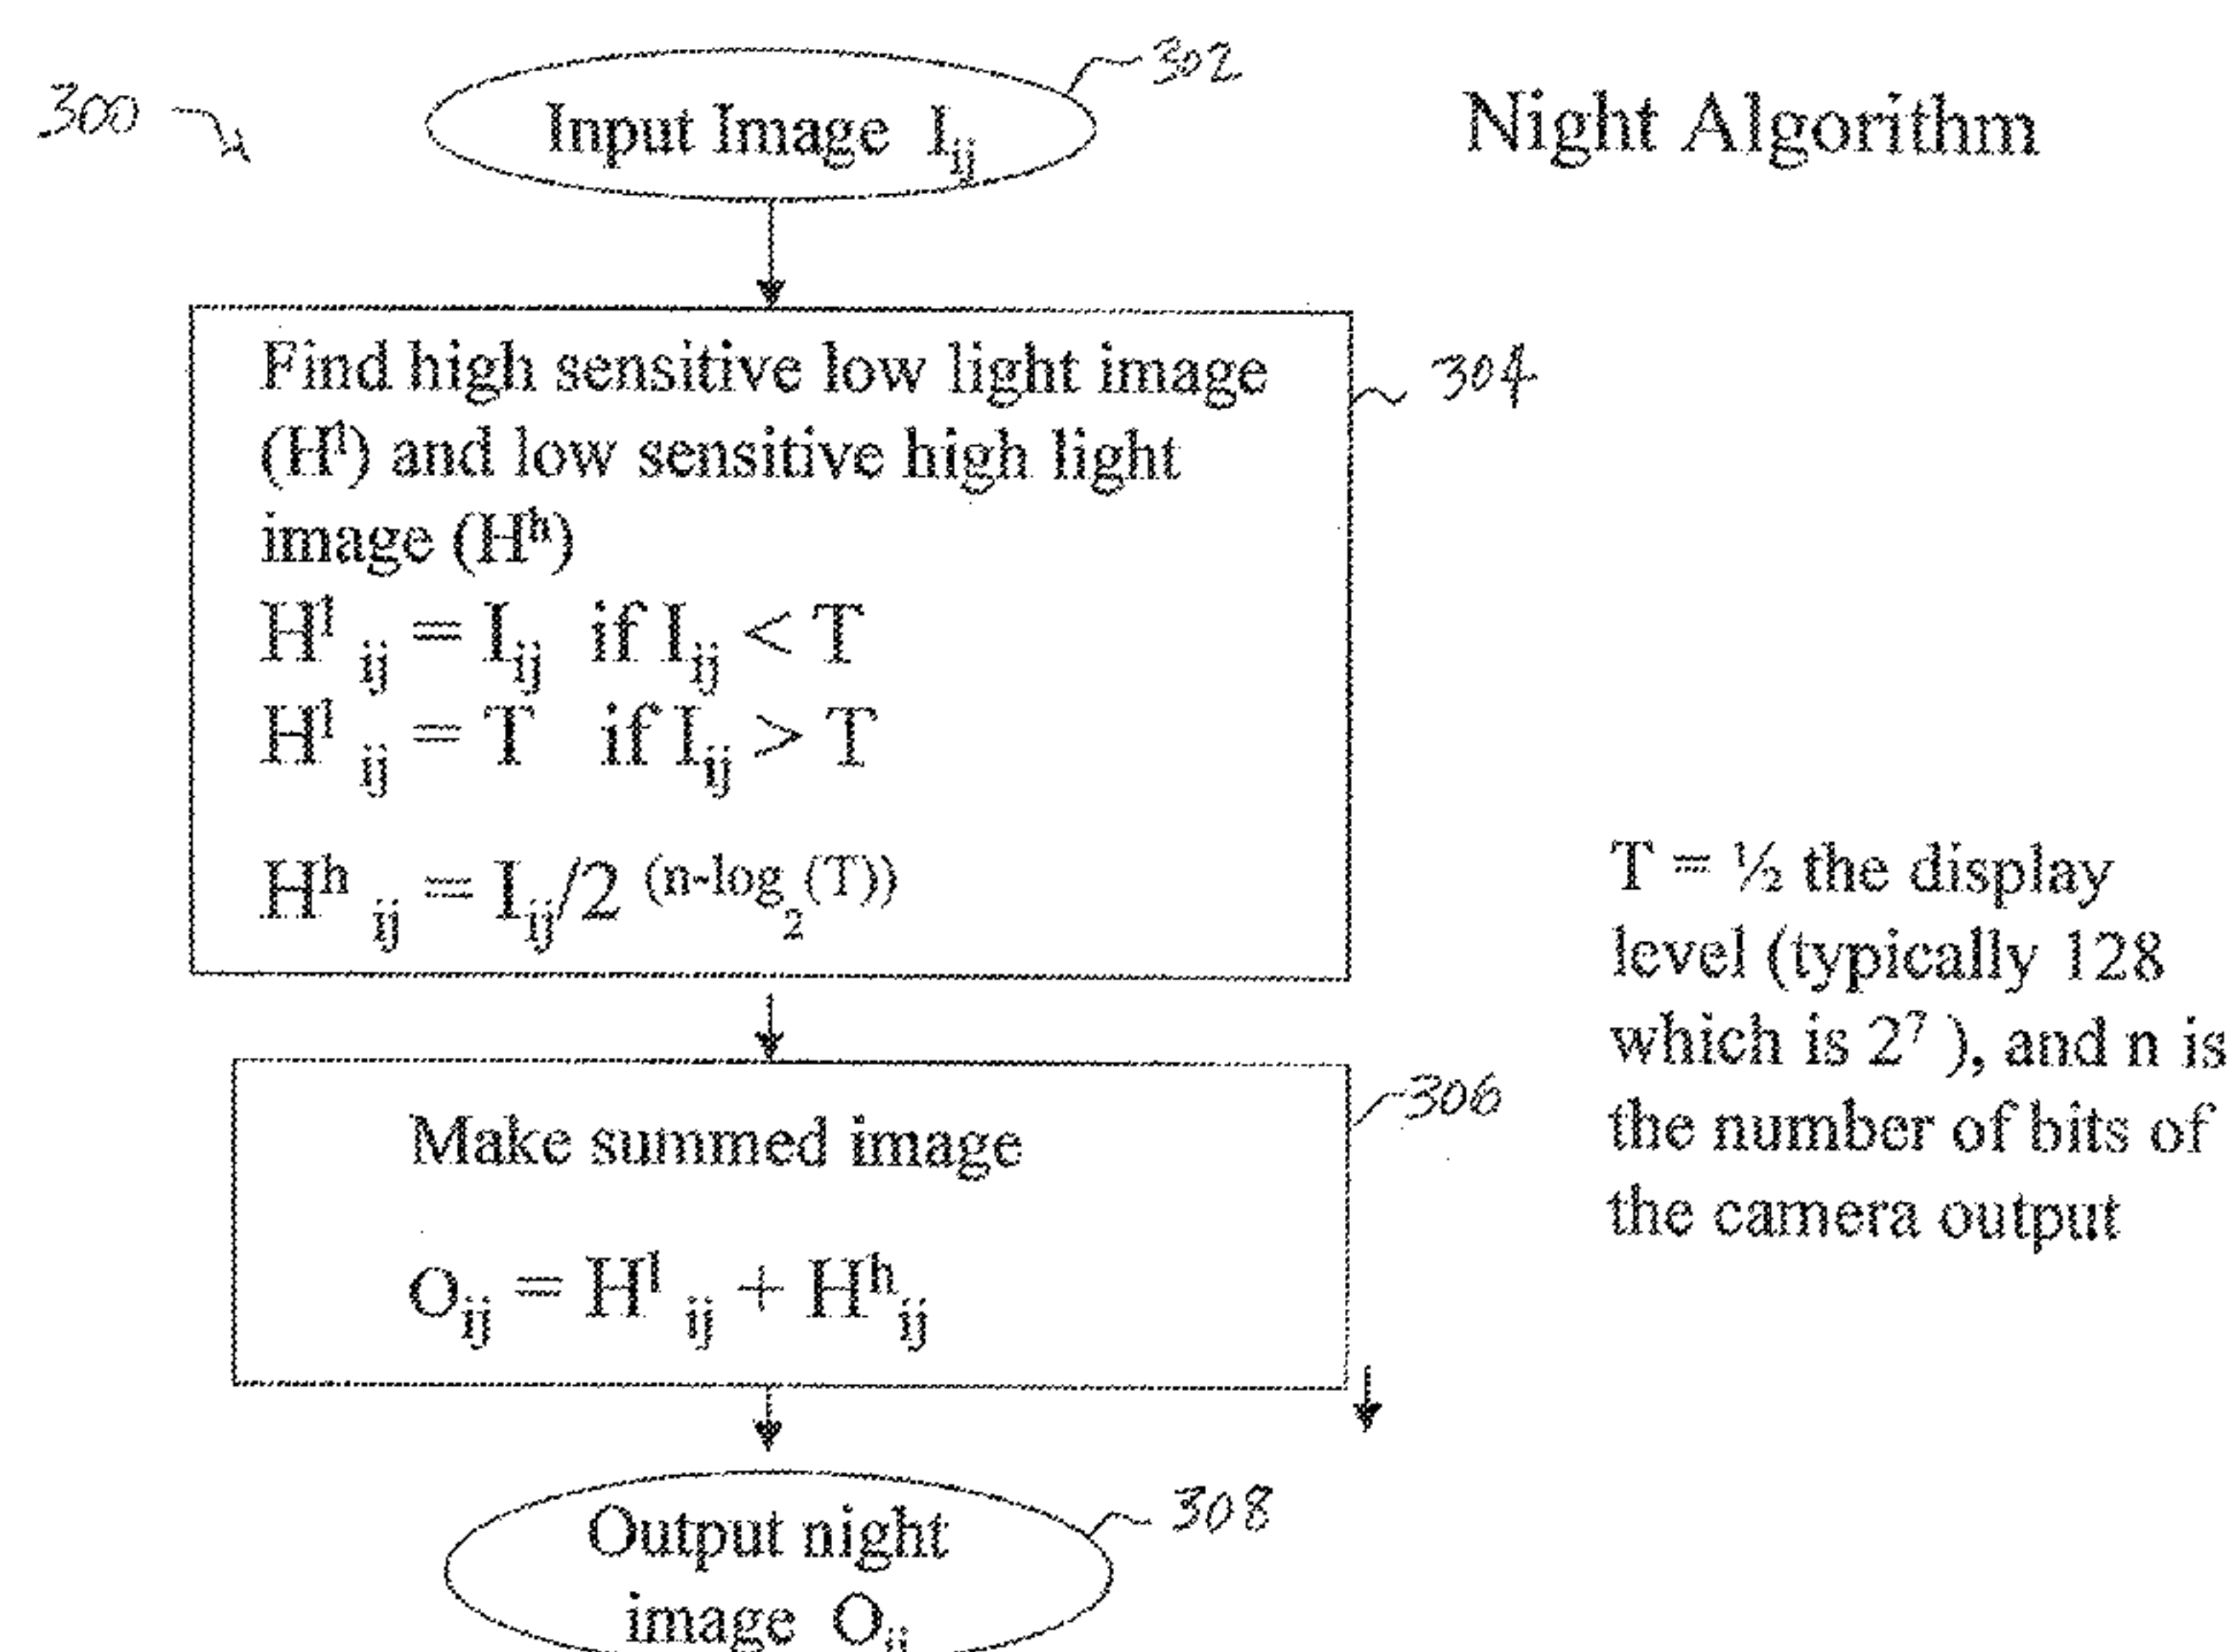 300
302
Input Image I_ij
Night Algorithm
304
Find high sensitive low light image
(H^l) and low sensitive high light
image (H^h)
H^l_ij = I_ij if I_ij < T
H^l_ij = T if I_ij > T
H^h_ij = I_ij/2^(n-log_2(T))
T = ½ the display
level (typically 128
which is 2^7 ), and n is
the number of bits of
the camera output
306
Make summed image
O_ij = H^l_ij + H^h_ij
308
Output night
image O_ij